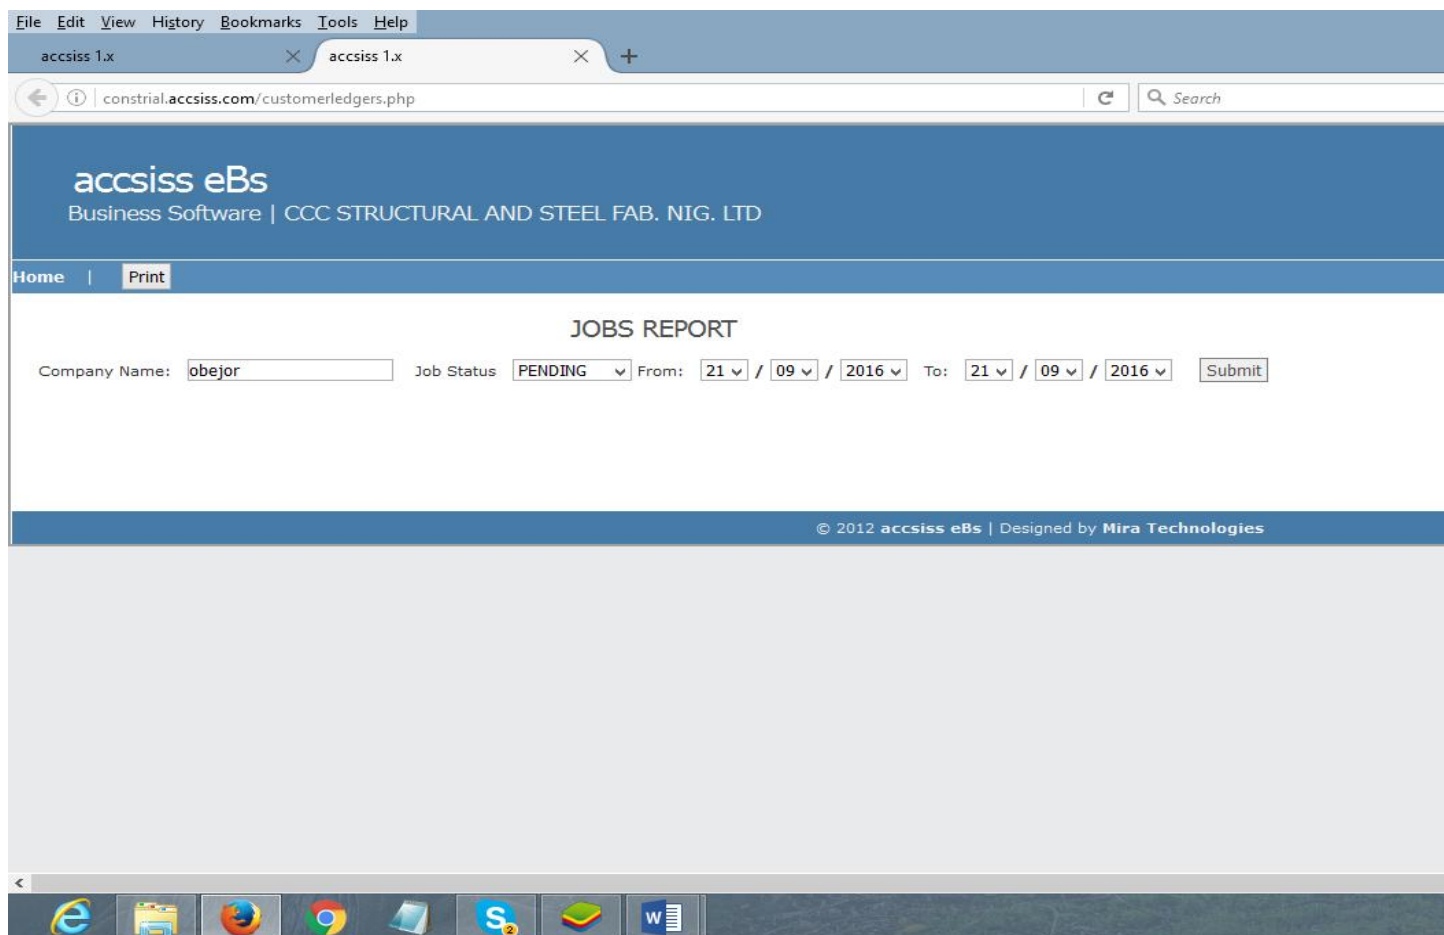 File Edit View History Bookmarks Tools Help
accsiss 1.x accsiss 1.x
constrial.accsiss.com/customerledgers.php Search
accsiss eBs
Business Software | CCC STRUCTURAL AND STEEL FAB. NIG. LTD
Home | Print
JOBS REPORT
Company Name: obejor Job Status PENDING From: 21 / 09 / 2016 To: 21 / 09 / 2016 Submit
© 2012 accsiss eBs | Designed by Mira Technologies
S 2 W